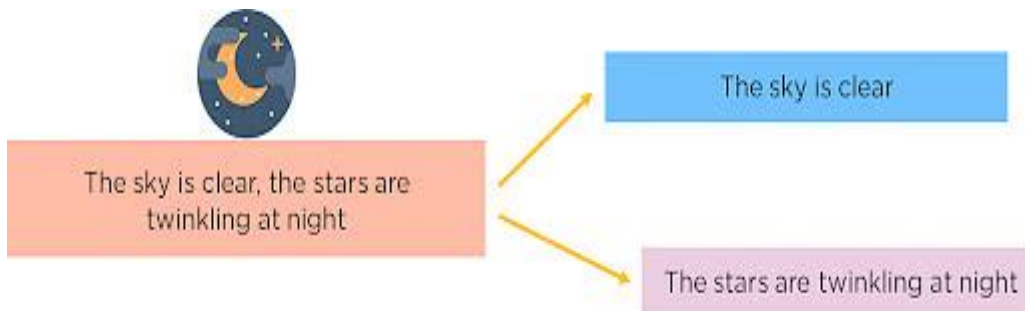 The sky is clear
The sky is clear, the stars are
twinkling at night
The stars are twinkling at night